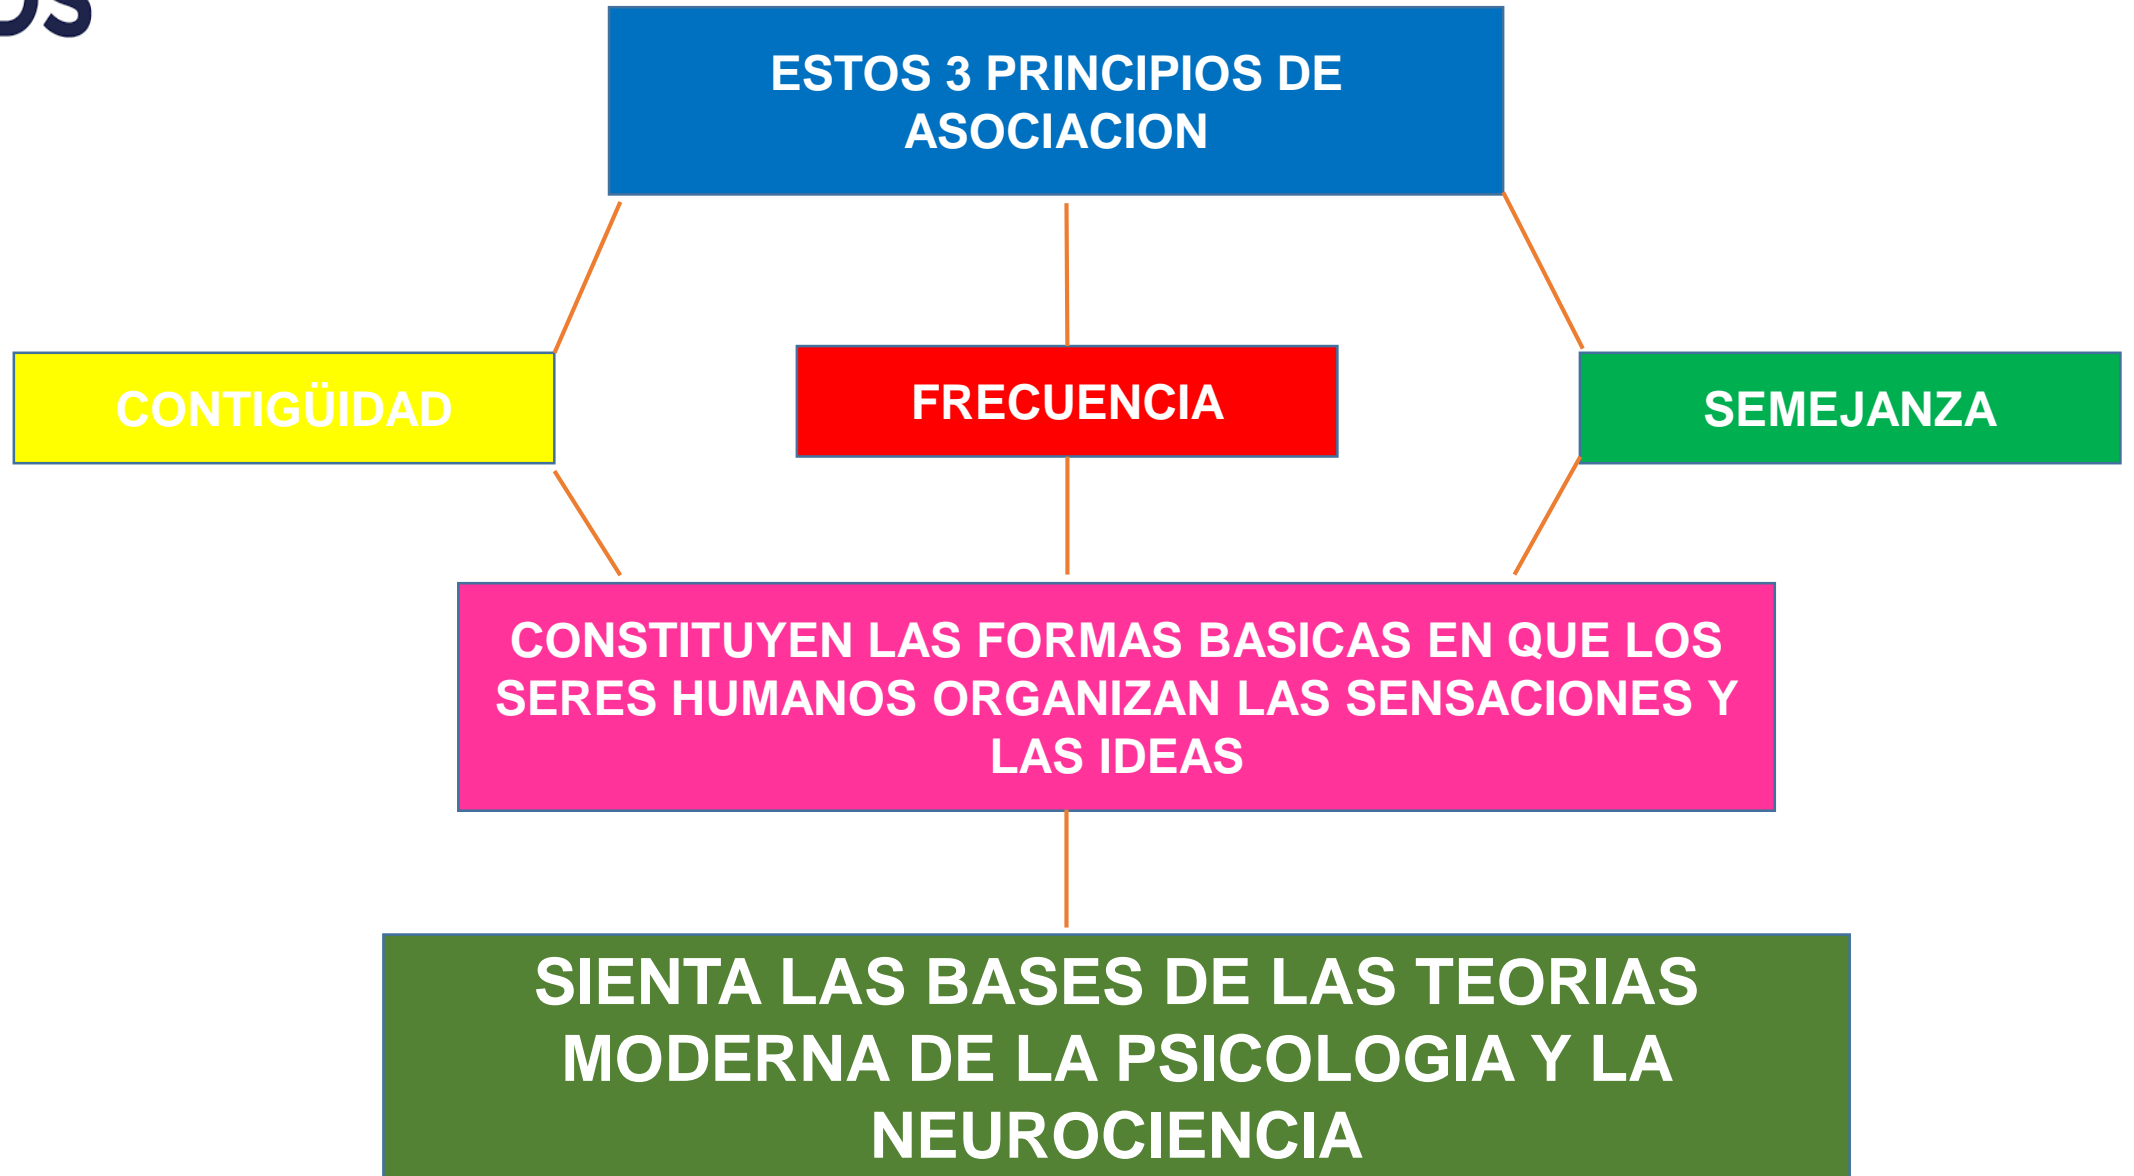 ESTOS 3 PRINCIPIOS DE
ASOCIACION
CONTIGÜIDAD
FRECUENCIA
SEMEJANZA
CONSTITUYEN LAS FORMAS BASICAS EN QUE LOS
SERES HUMANOS ORGANIZAN LAS SENSACIONES Y
LAS IDEAS
SIENTA LAS BASES DE LAS TEORIAS
MODERNA DE LA PSICOLOGIA Y LA
NEUROCIENCIA